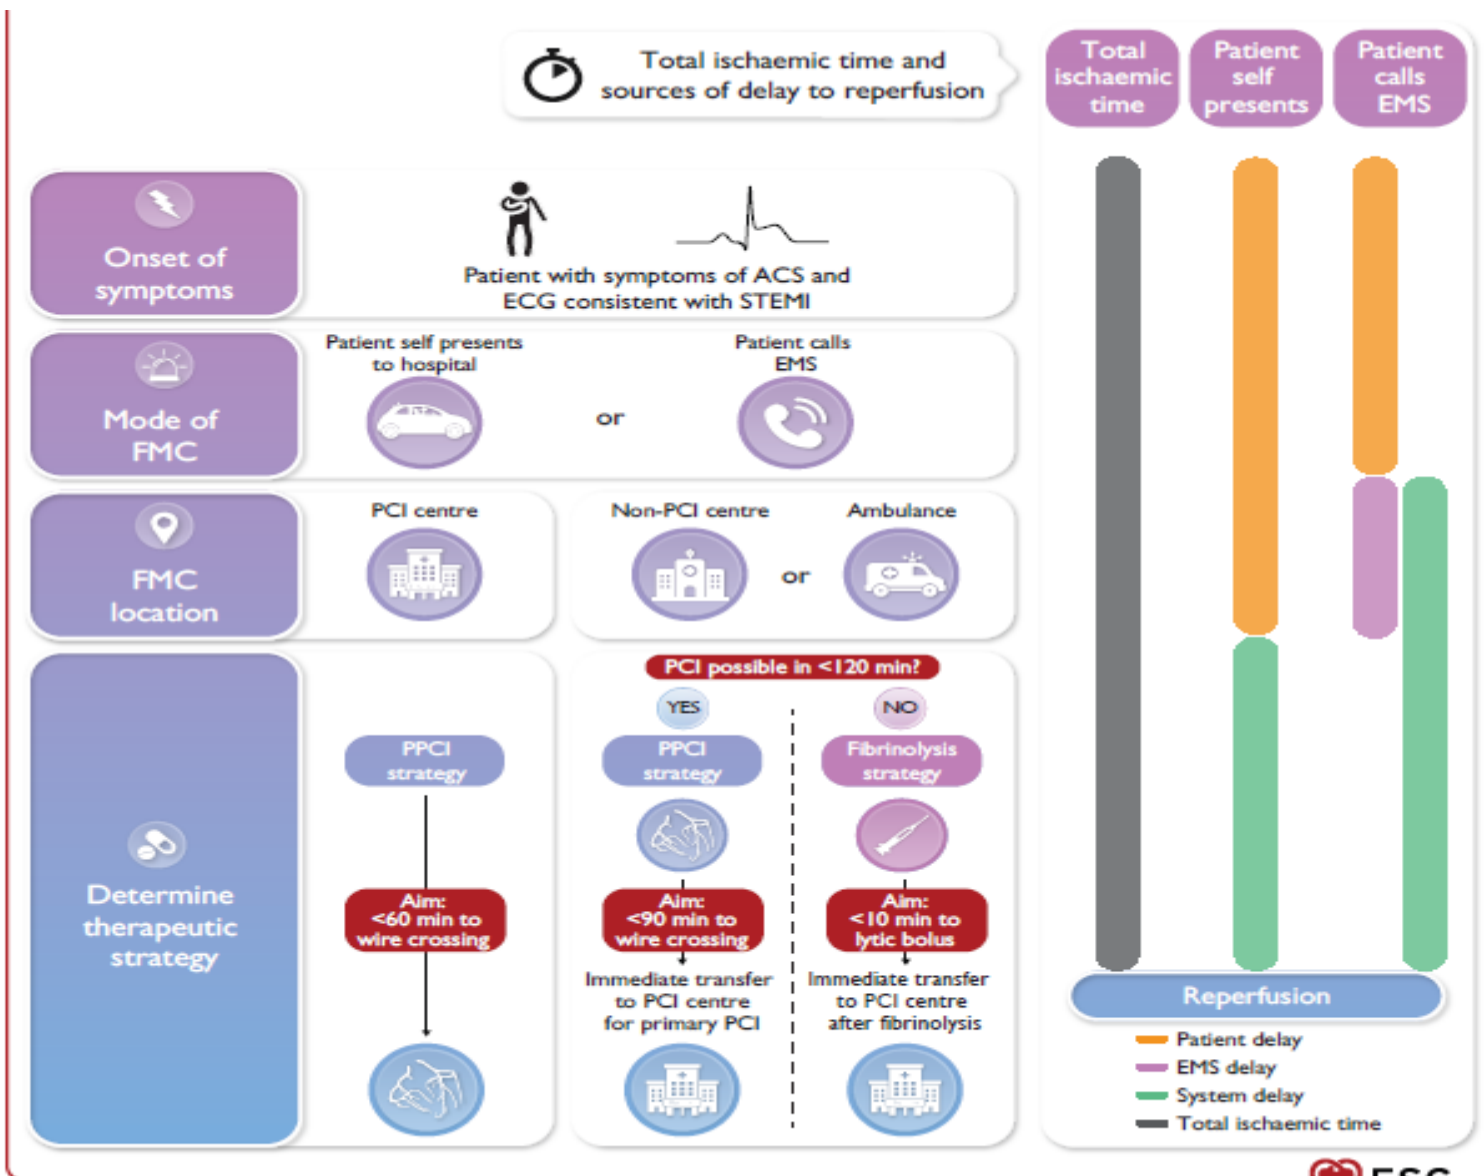 Total ischaemic time and
sources of delay to reperfusion
Total
ischaemic
time
Patient
self
presents
Patient
calls
EMS
Onset of
symptoms
Patient with symptoms of ACS and
ECG consistent with STEMI
Mode of
FMC
Patient self presents
to hospital
or
Patient calls
EMS
FMC
location
PCI centre
Non-PCI centre
or
Ambulance
Determine
therapeutic
strategy
PPCI
strategy
Aim:
<60 min to
wire crossing
PCI possible in <120 min?
YES
PPCI
strategy
Aim:
<90 min to
wire crossing
Immediate transfer
to PCI centre
for primary PCI
NO
Fibrinolysis
strategy
Aim:
<10 min to
lytic bolus
Immediate transfer
to PCI centre
after fibrinolysis
Reperfusion
Patient delay
EMS delay
System delay
Total ischaemic time
ESC